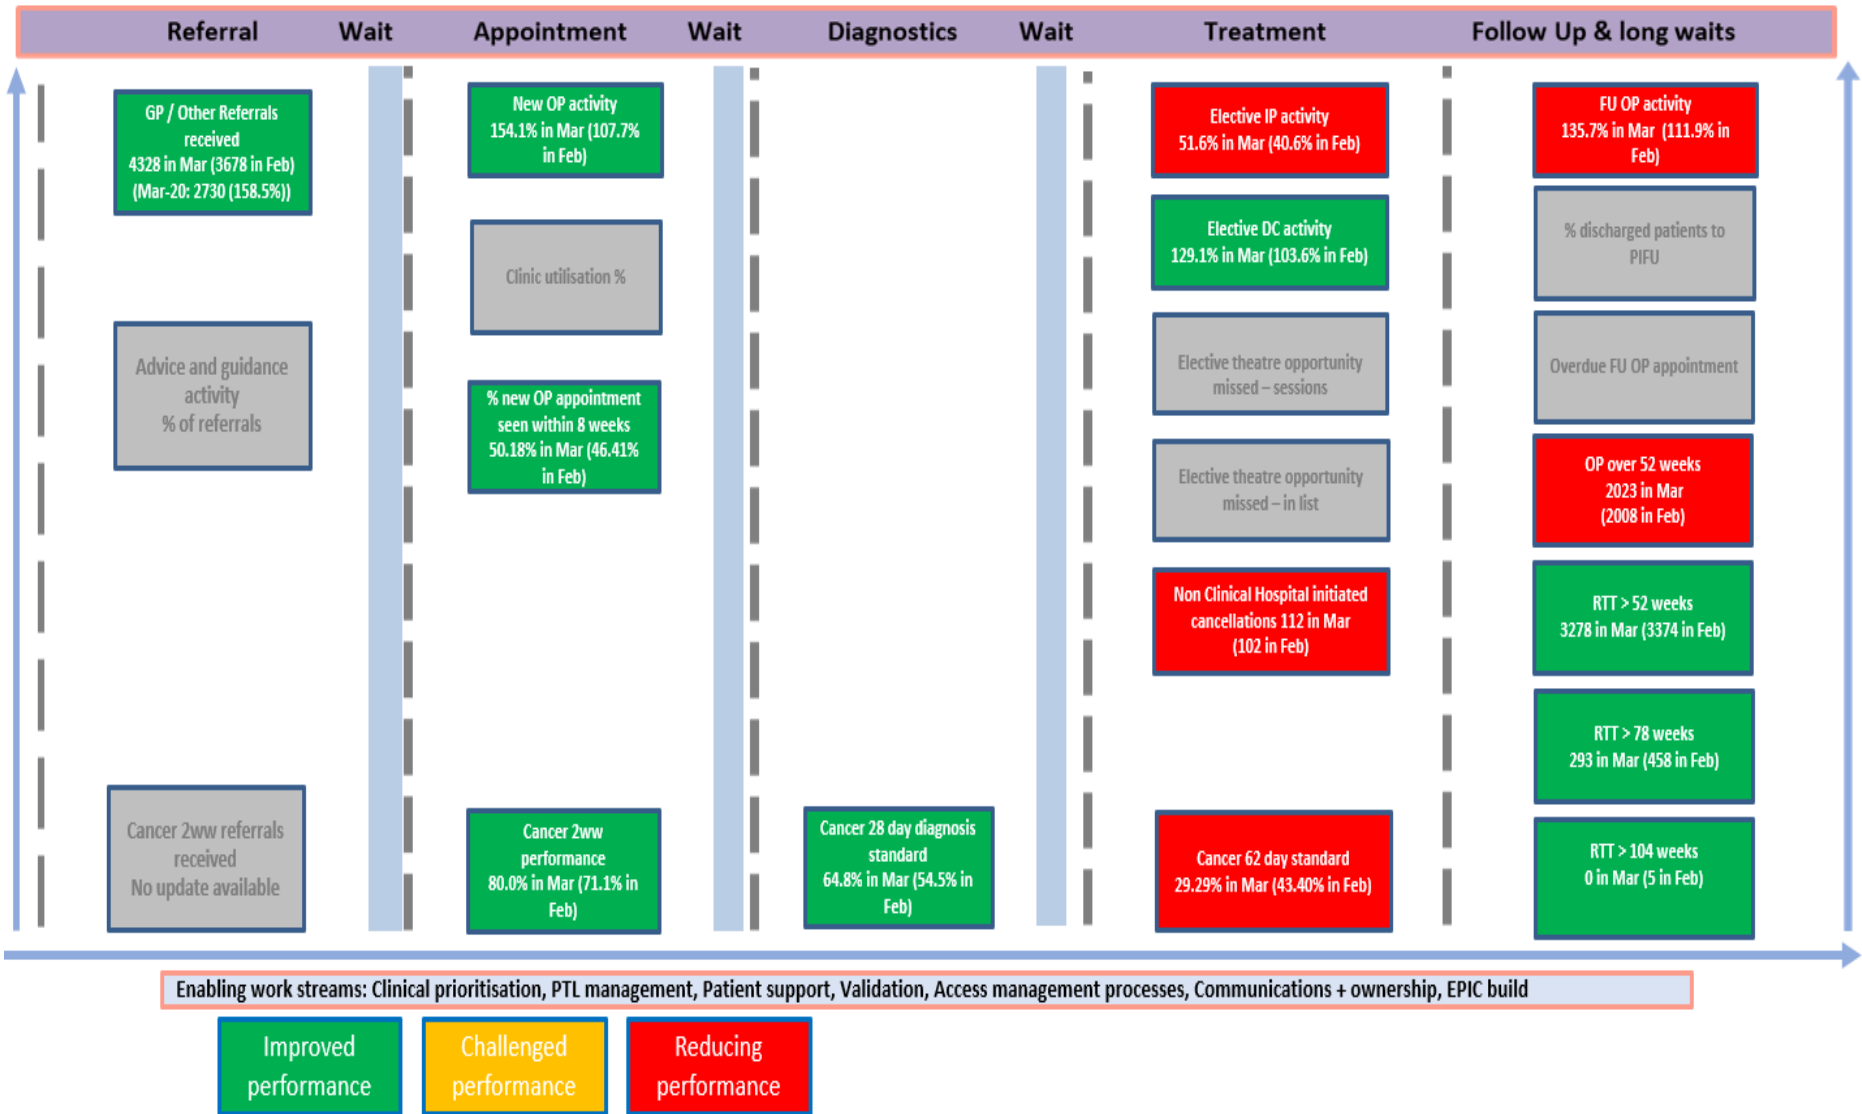 Referral
Wait
Appointment
Wait
Diagnostics
Wait
Treatment
Follow Up & long waits
GP / Other Referrals
received
4328 in Mar (3678 in Feb)
(Mar-20: 2730 (158.5%))
Advice and guidance
activity
% of referrals
Cancer 2ww referrals
received
No update available
New OP activity
154.1% in Mar (107.7%
in Feb)
Clinic utilisation %
% new OP appointment
seen within 8 weeks
50.18% in Mar (46.41%
in Feb)
Cancer 2ww
performance
80.0% in Mar (71.1% in
Feb)
Cancer 28 day diagnosis
standard
64.8% in Mar (54.5% in
Feb)
Elective IP activity
51.6% in Mar (40.6% in Feb)
Elective DC activity
129.1% in Mar (103.6% in Feb)
Elective theatre opportunity
missed – sessions
Elective theatre opportunity
missed – in list
Non Clinical Hospital initiated
cancellations 112 in Mar
(102 in Feb)
Cancer 62 day standard
29.29% in Mar (43.40% in Feb)
FU OP activity
135.7% in Mar (111.9% in
Feb)
% discharged patients to
PIFU
Overdue FU OP appointment
OP over 52 weeks
2023 in Mar
(2008 in Feb)
RTT > 52 weeks
3278 in Mar (3374 in Feb)
RTT > 78 weeks
293 in Mar (458 in Feb)
RTT > 104 weeks
0 in Mar (5 in Feb)
Enabling work streams: Clinical prioritisation, PTL management, Patient support, Validation, Access management processes, Communications + ownership, EPIC build
Improved
performance
Challenged
performance
Reducing
performance